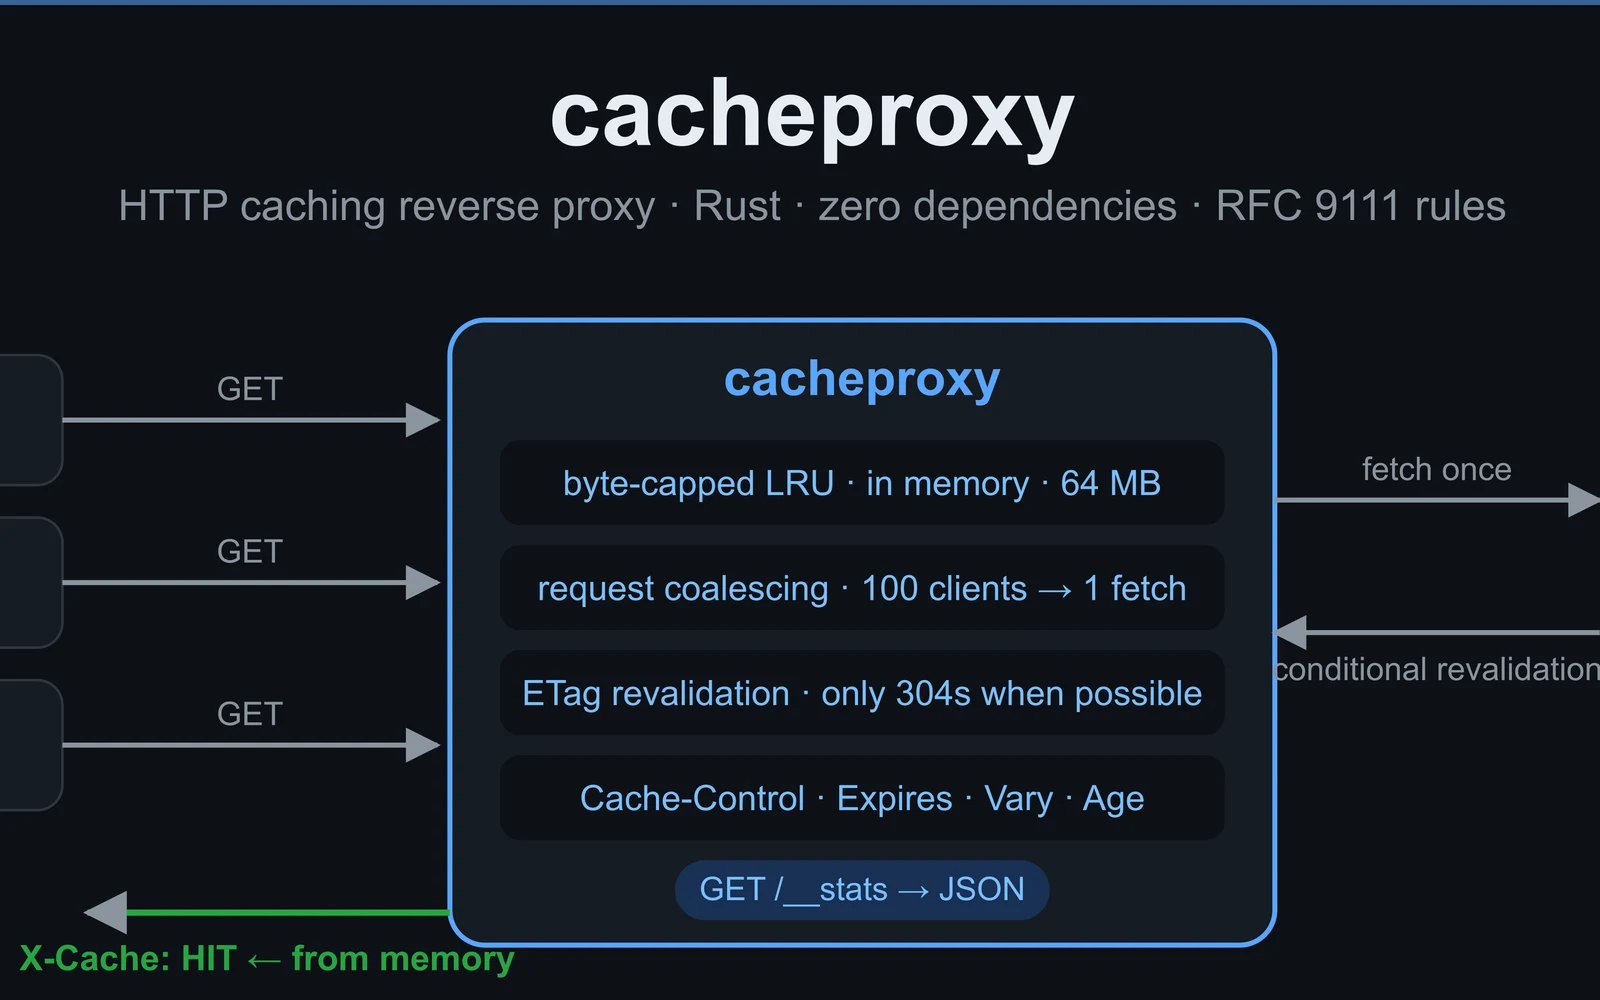 cacheproxy
HTTP caching reverse proxy · Rust · zero dependencies · RFC 9111 rules
GET
GET
GET
cacheproxy
byte-capped LRU · in memory · 64 MB
request coalescing · 100 clients → 1 fetch
ETag revalidation · only 304s when possible
Cache-Control · Expires · Vary · Age
GET /__stats → JSON
fetch once
conditional revalidation
X-Cache: HIT ← from memory